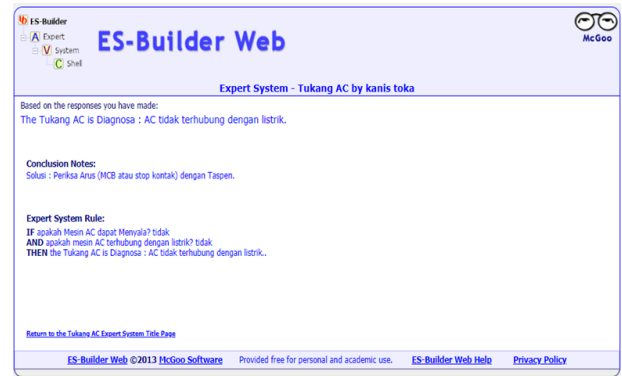 ES-Builder
A Expert
V System
C Shell
ES-Builder Web
McGoo
Expert System - Tukang AC by kanis toka
Based on the responses you have made:
The Tukang AC is Diagnosa : AC tidak terhubung dengan listrik.
Conclusion Notes:
Solusi : Periksa Arus (MCB atau stop kontak) dengan Taspen.
Expert System Rule:
IF apakah Mesin AC dapat Menyala? tidak
AND apakah mesin AC terhubung dengan listrik? tidak
THEN the Tukang AC is Diagnosa : AC tidak terhubung dengan listrik..
Return to the Tukang AC Expert System Title Page
ES-Builder Web ©2013 McGoo Software Provided free for personal and academic use. ES-Builder Web Help Privacy Policy